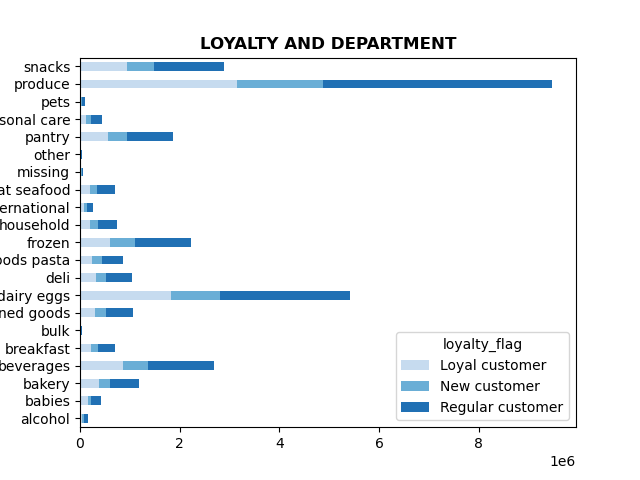 LOYALTY AND DEPARTMENT
snacks
produce
pets
sonal care
pantry
other
missing
at seafood
ernational
household
frozen
oods pasta
deli
dairy eggs
ned goods
bulk
breakfast
beverages
bakery
babies
alcohol
loyalty_flag
Loyal customer
New customer
Regular customer
0 2 4 6 8
1e6